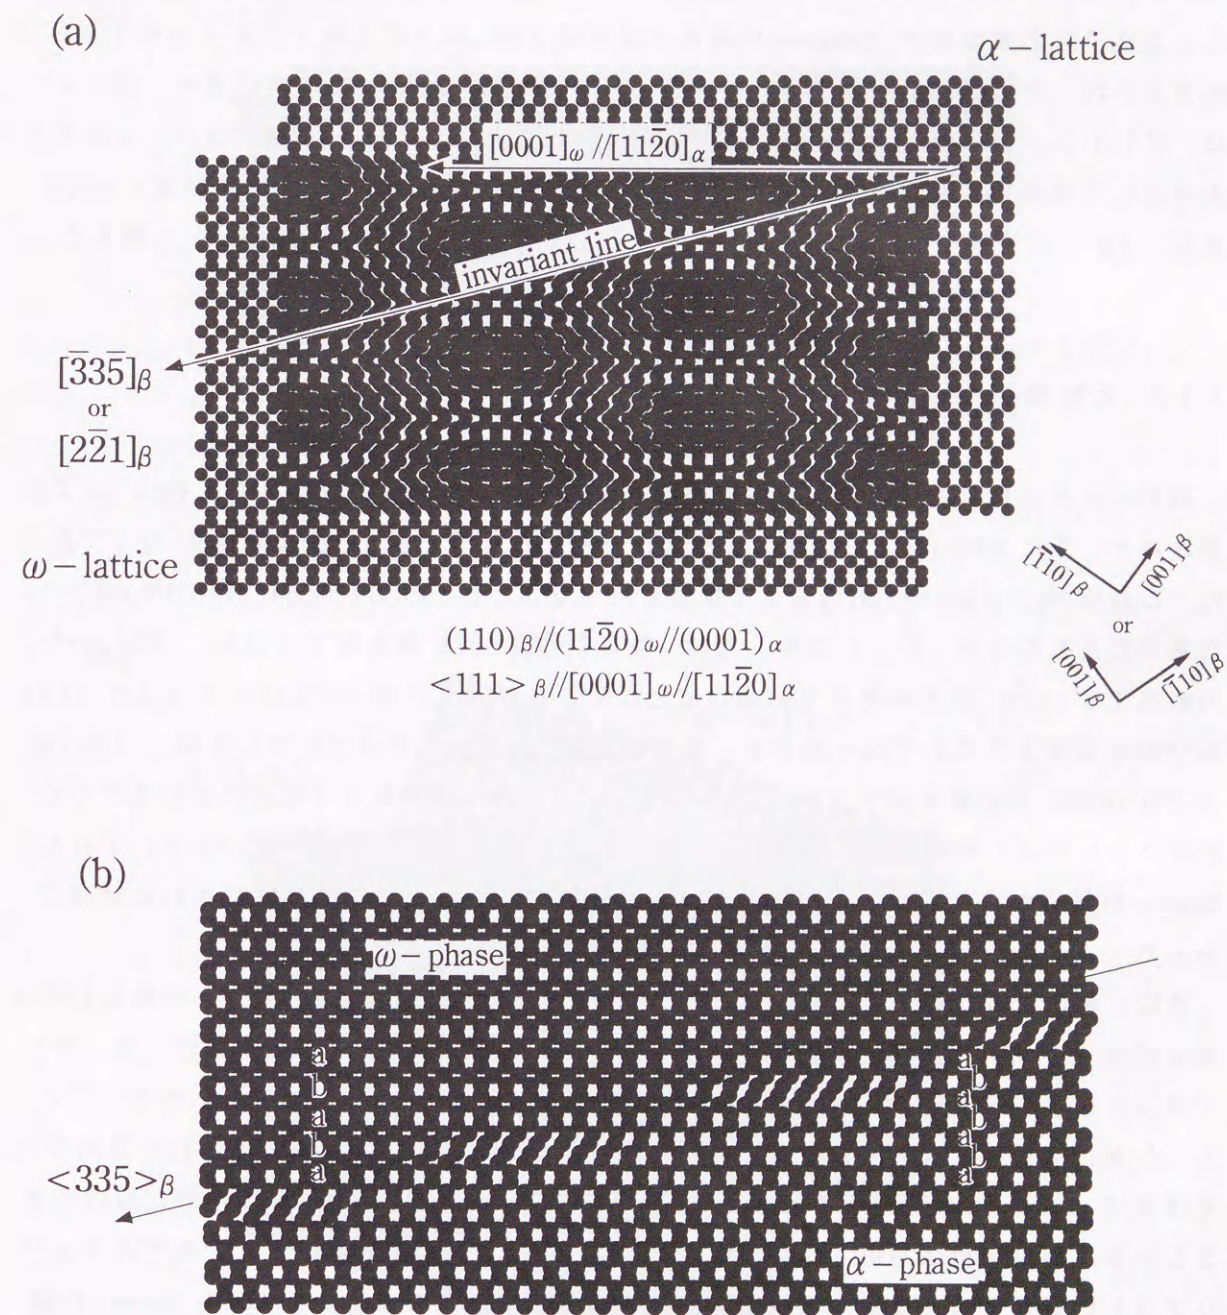 (a)
α－lattice
[0001]ω //[112̅0]α
invariant line
[3̅35̅]β
or
[22̅1]β
ω－lattice
[1̅10]β
[001]β
or
[001]β
[1̅10]β
(110)β//(112̅0)ω//(0001)α
<111>β//[0001]ω//[112̅0]α
(b)
ω－phase
a
b
a
b
a
a
b
a
b
a
b
a
<335>β
α－phase